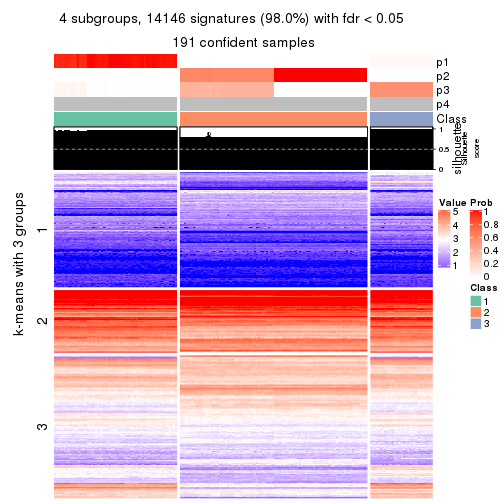 4 subgroups, 14146 signatures (98.0%) with fdr < 0.05
191 confident samples
p1
p2
p3
p4
Class
silhouette
Silhouette
score
1
0.5
0
k-means with 3 groups
1
2
3
Value
5
4
3
2
1
Prob
1
0.8
0.6
0.4
0.2
0
Class
1
2
3